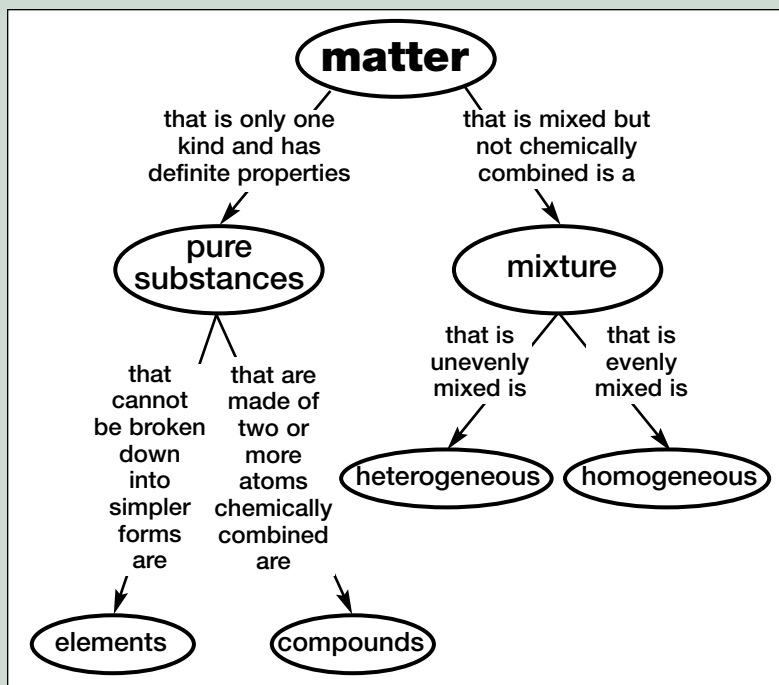 matter
that is only one
kind and has
definite properties
that is mixed but
not chemically
combined is a
pure
substances
mixture
that
cannot
be broken
down
into
simpler
forms
are
that are
made of
two or
more
atoms
chemically
combined
are
that is
unevenly
mixed is
that is
evenly
mixed is
heterogeneous
homogeneous
elements
compounds